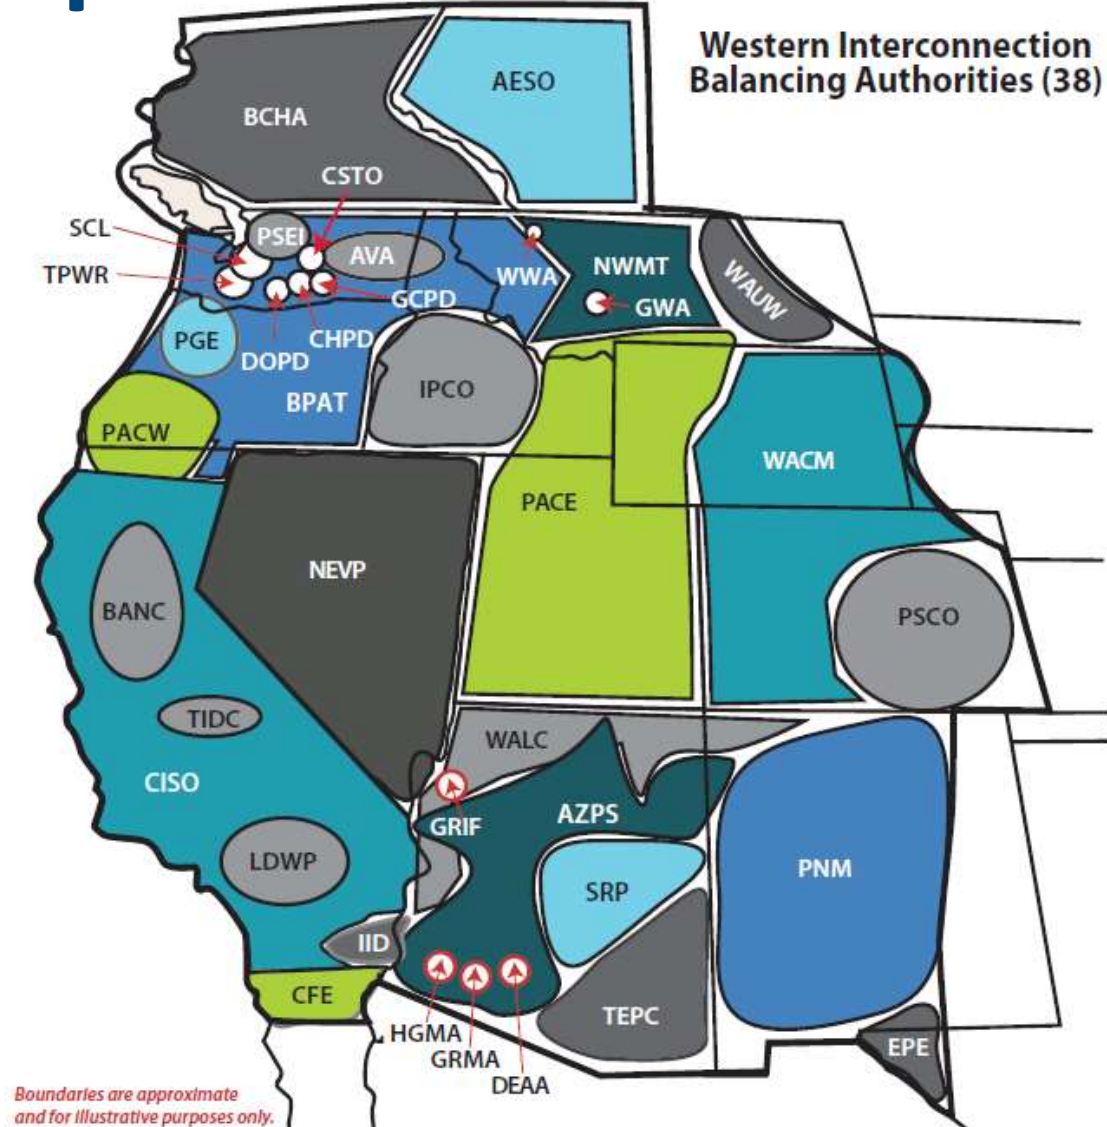 Western Interconnection
Balancing Authorities (38)
AESO
BCHA
CSTO
SCL
PSEI
AVA
TPWR
WWA
NWMT
WAUW
GCPD
GWA
PGE
CHPD
DOPD
IPCO
BPAT
PACW
WACM
PACE
NEVP
BANC
PSCO
TIDC
WALC
CISO
AZPS
GRIF
LDWP
PNM
SRP
IID
CFE
TEPC
HGMA
EPE
GRMA
DEAA
Boundaries are approximate
and for illustrative purposes only.